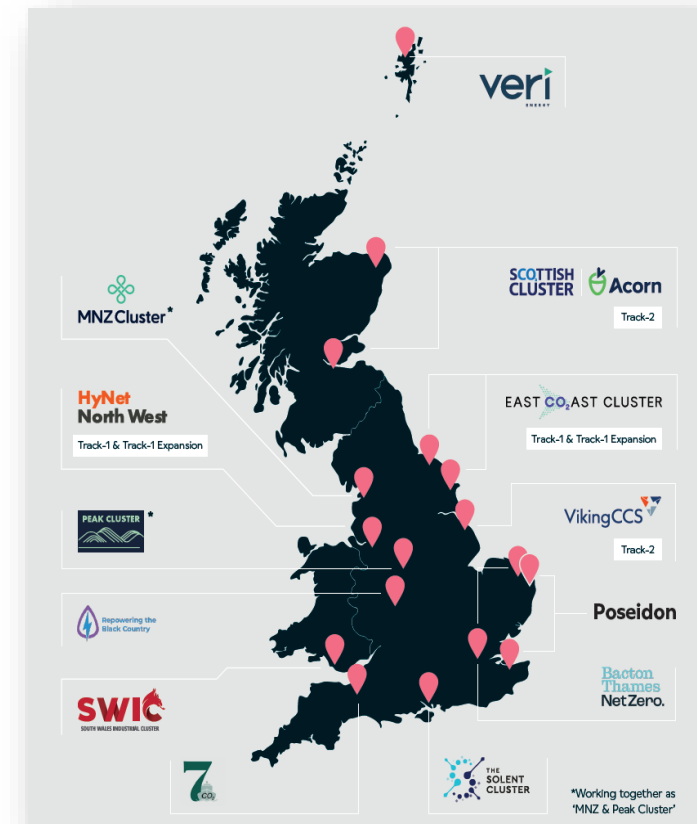 veri
ENERGY
SCOTTISH
CLUSTER
Acorn
Track-2
MNZ Cluster*
HyNet
North West
Track-1 & Track-1 Expansion
EAST CO₂AST CLUSTER
Track-1 & Track-1 Expansion
PEAK CLUSTER
*
VikingCCS
Track-2
Repowering the
Black Country
Poseidon
SWIC
SOUTH WALES INDUSTRIAL CLUSTER
Bacton
Thames
NetZero.
7
CO₂
THE
SOLENT
CLUSTER
*Working together as
'MNZ & Peak Cluster'